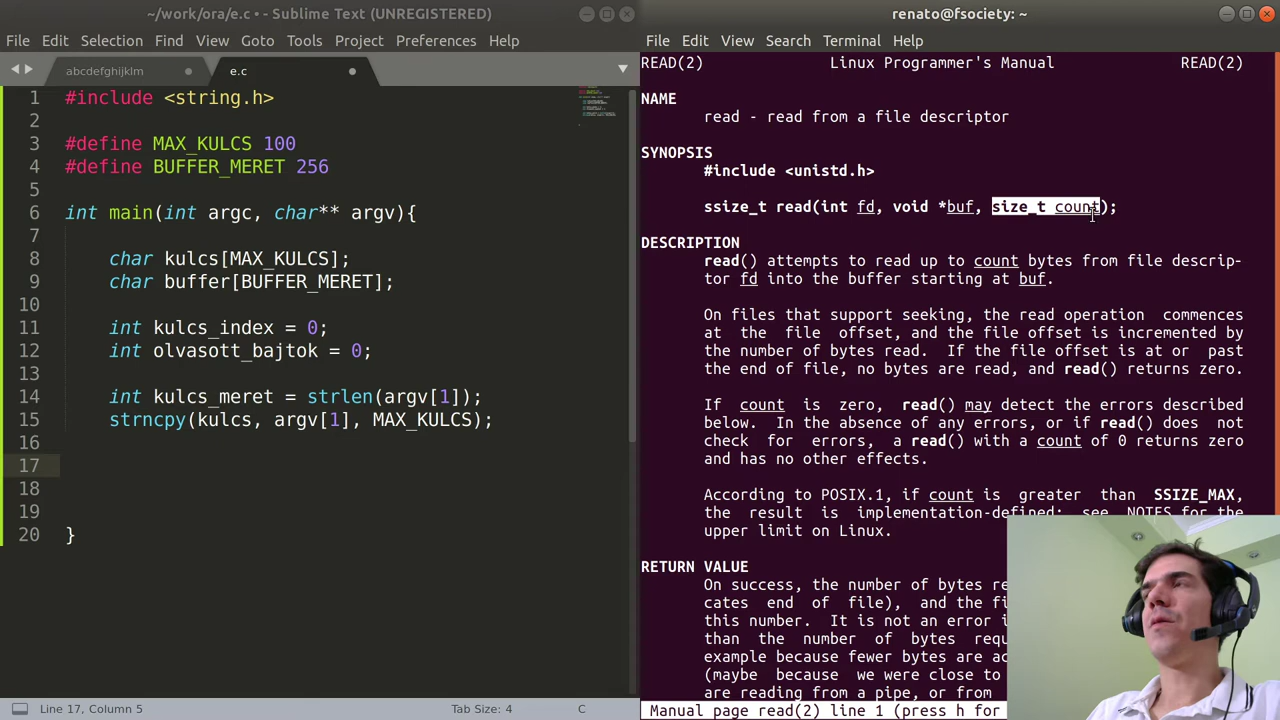 ~/work/ora/e.c • - Sublime Text (UNREGISTERED)
File Edit Selection Find View Goto Tools Project Preferences Help
abcdefghijklm
e.c
1 #include <string.h>
2
3 #define MAX_KULCS 100
4 #define BUFFER_MERET 256
5
6 int main(int argc, char** argv){
7
8 char kulcs[MAX_KULCS];
9 char buffer[BUFFER_MERET];
10
11 int kulcs_index = 0;
12 int olvasott_bajtok = 0;
13
14 int kulcs_meret = strlen(argv[1]);
15 strncpy(kulcs, argv[1], MAX_KULCS);
16
17
18
19
20 }
Line 17, Column 5 Tab Size: 4 C
renato@fsociety: ~
File Edit View Search Terminal Help
READ(2) Linux Programmer's Manual READ(2)
NAME
read - read from a file descriptor
SYNOPSIS
#include <unistd.h>
ssize_t read(int fd, void *buf, size_t count);
DESCRIPTION
read() attempts to read up to count bytes from file descrip-
tor fd into the buffer starting at buf.
On files that support seeking, the read operation commences
at the file offset, and the file offset is incremented by
the number of bytes read. If the file offset is at or past
the end of file, no bytes are read, and read() returns zero.
If count is zero, read() may detect the errors described
below. In the absence of any errors, or if read() does not
check for errors, a read() with a count of 0 returns zero
and has no other effects.
According to POSIX.1, if count is greater than SSIZE_MAX,
the result is implementation-defined; see NOTES for the
upper limit on Linux.
RETURN VALUE
On success, the number of bytes re
cates end of file), and the fi
this number. It is not an error i
than the number of bytes requ
example because fewer bytes are ac
(maybe because we were close to
are reading from a pipe, or from
Manual page read(2) line 1 (press h for